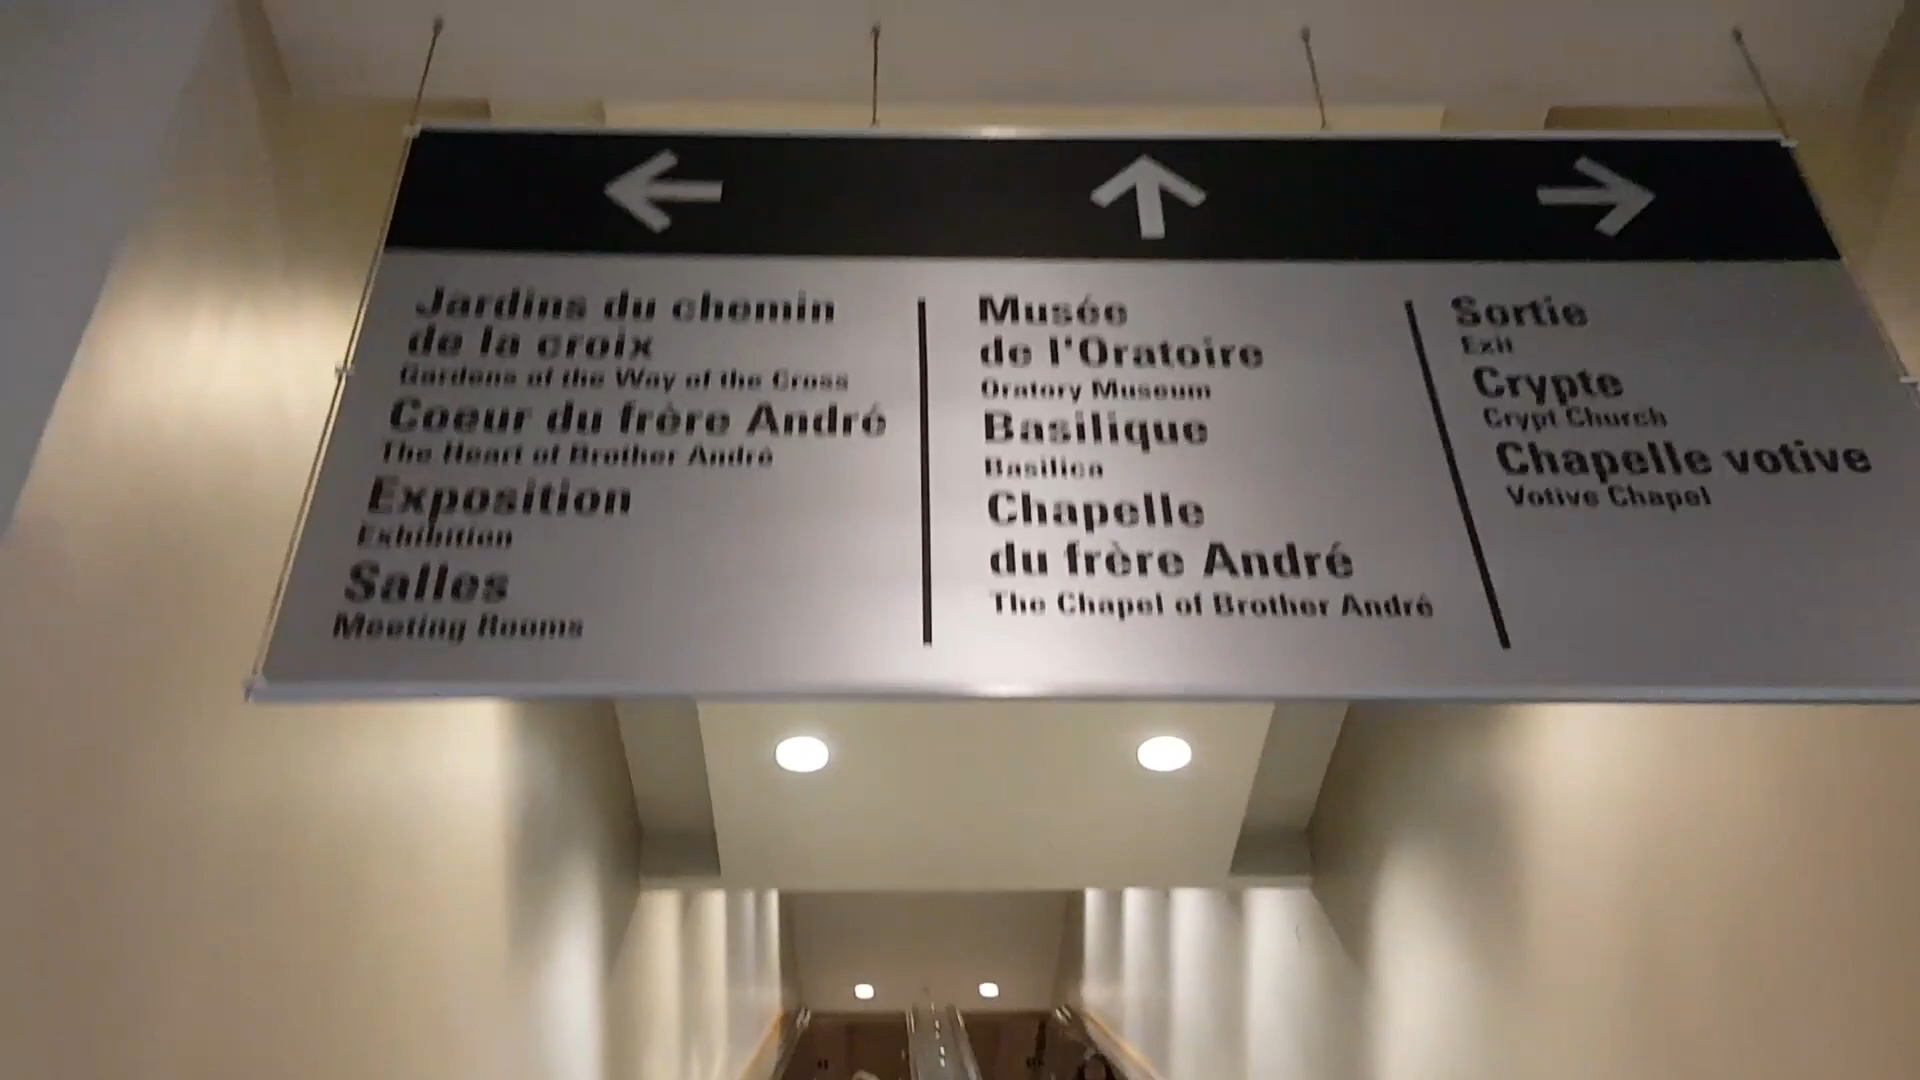 Jardins du chemin
de la croix
Gardens of the Way of the Cross
Coeur du frère André
The Heart of Brother André
Exposition
Exhibition
Salles
Meeting Rooms
Musée
de l'Oratoire
Oratory Museum
Basilique
Basilica
Chapelle
du frère André
The Chapel of Brother André
Sortie
Exit
Crypte
Crypt Church
Chapelle votive
Votive Chapel